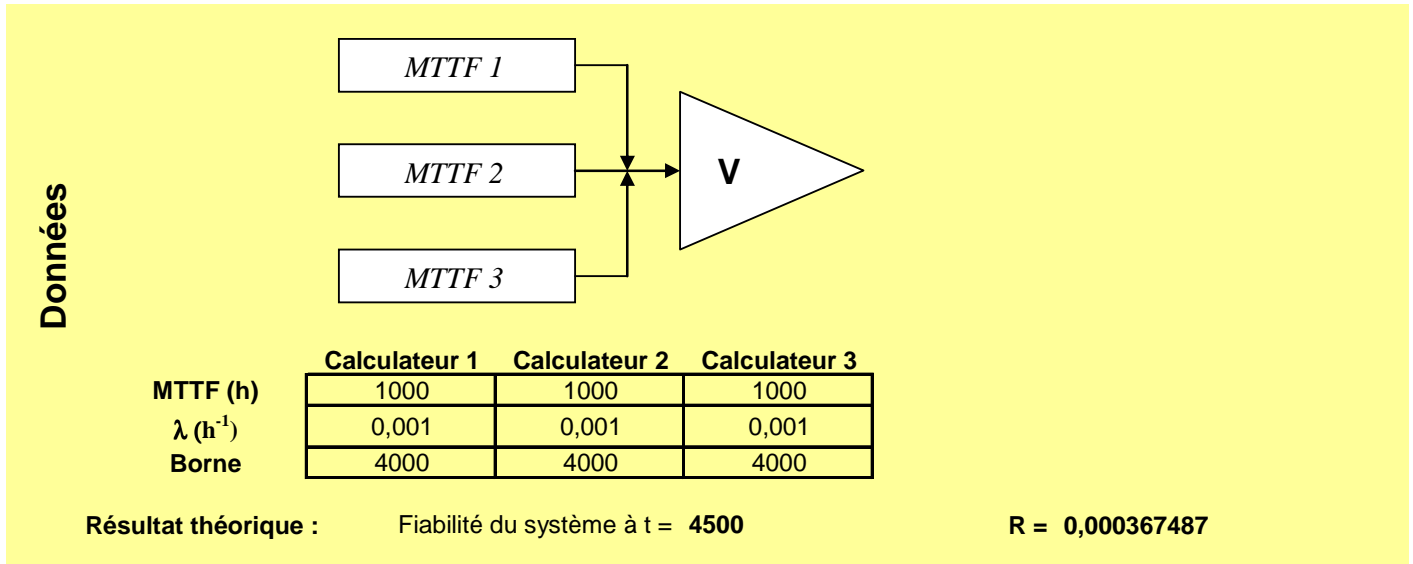 MTTF 1
MTTF 2
V
MTTF 3
Données
Calculateur 1 Calculateur 2 Calculateur 3
MTTF (h) 1000 1000 1000
λ (h⁻¹) 0,001 0,001 0,001
Borne 4000 4000 4000
Résultat théorique : Fiabilité du système à t = 4500 R = 0,000367487